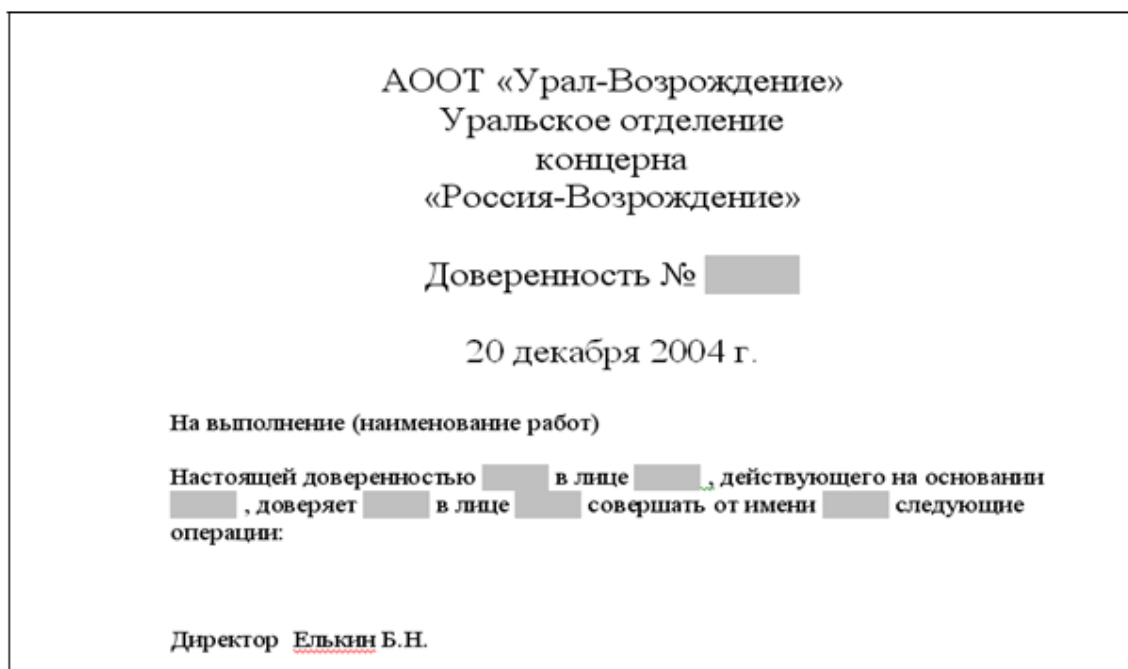 АООТ «Урал-Возрождение»
Уральское отделение
концерна
«Россия-Возрождение»
Доверенность №
20 декабря 2004 г.
На выполнение (наименование работ)
Настоящей доверенностью в лице , действующего на основании
, доверяет в лице совершать от имени следующие
операции:
Директор Елькин Б.Н.